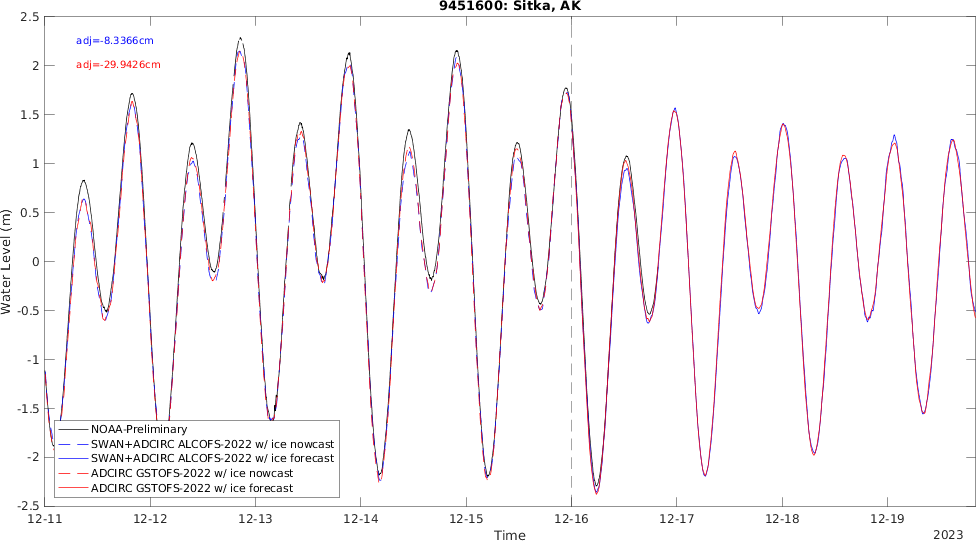 9451600: Sitka, AK
2.5
2
1.5
1
0.5
0
-0.5
-1
-1.5
-2
-2.5
Water Level (m)
adj=-8.3366cm
adj=-29.9426cm
NOAA-Preliminary
SWAN+ADCIRC ALCOFS-2022 w/ ice nowcast
SWAN+ADCIRC ALCOFS-2022 w/ ice forecast
ADCIRC GSTOFS-2022 w/ ice nowcast
ADCIRC GSTOFS-2022 w/ ice forecast
12-11 12-12 12-13 12-14 12-15 12-16 12-17 12-18 12-19
Time
2023